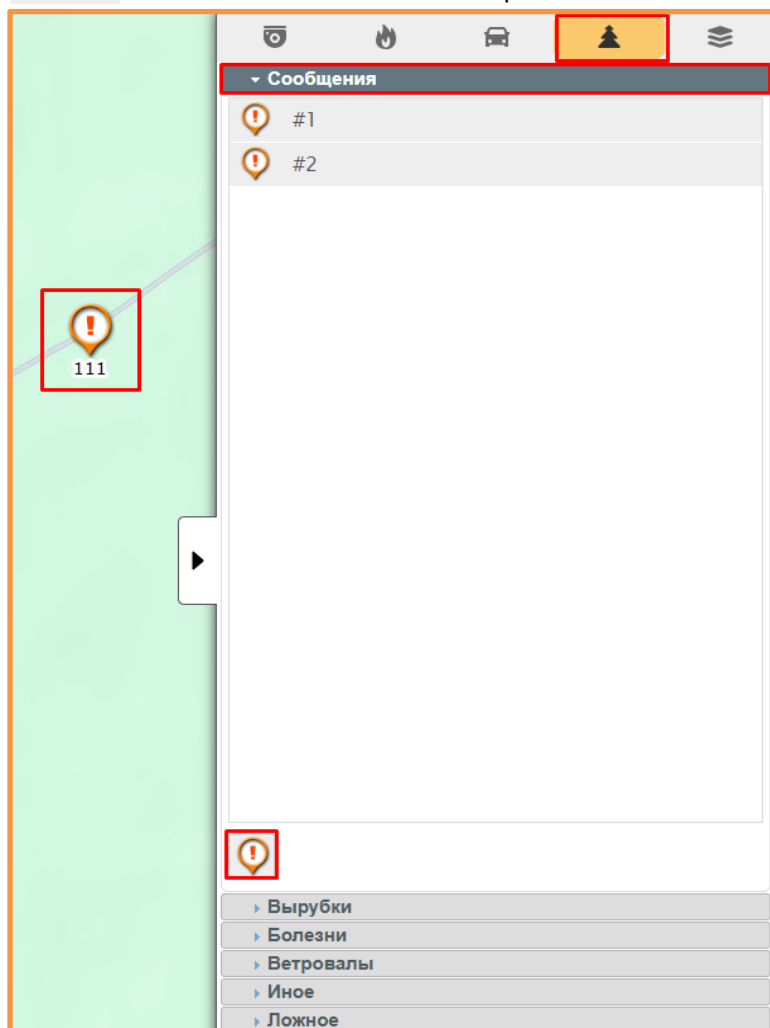 Сообщения
#1
#2
111
Вырубки
Болезни
Ветровалы
Иное
Ложное